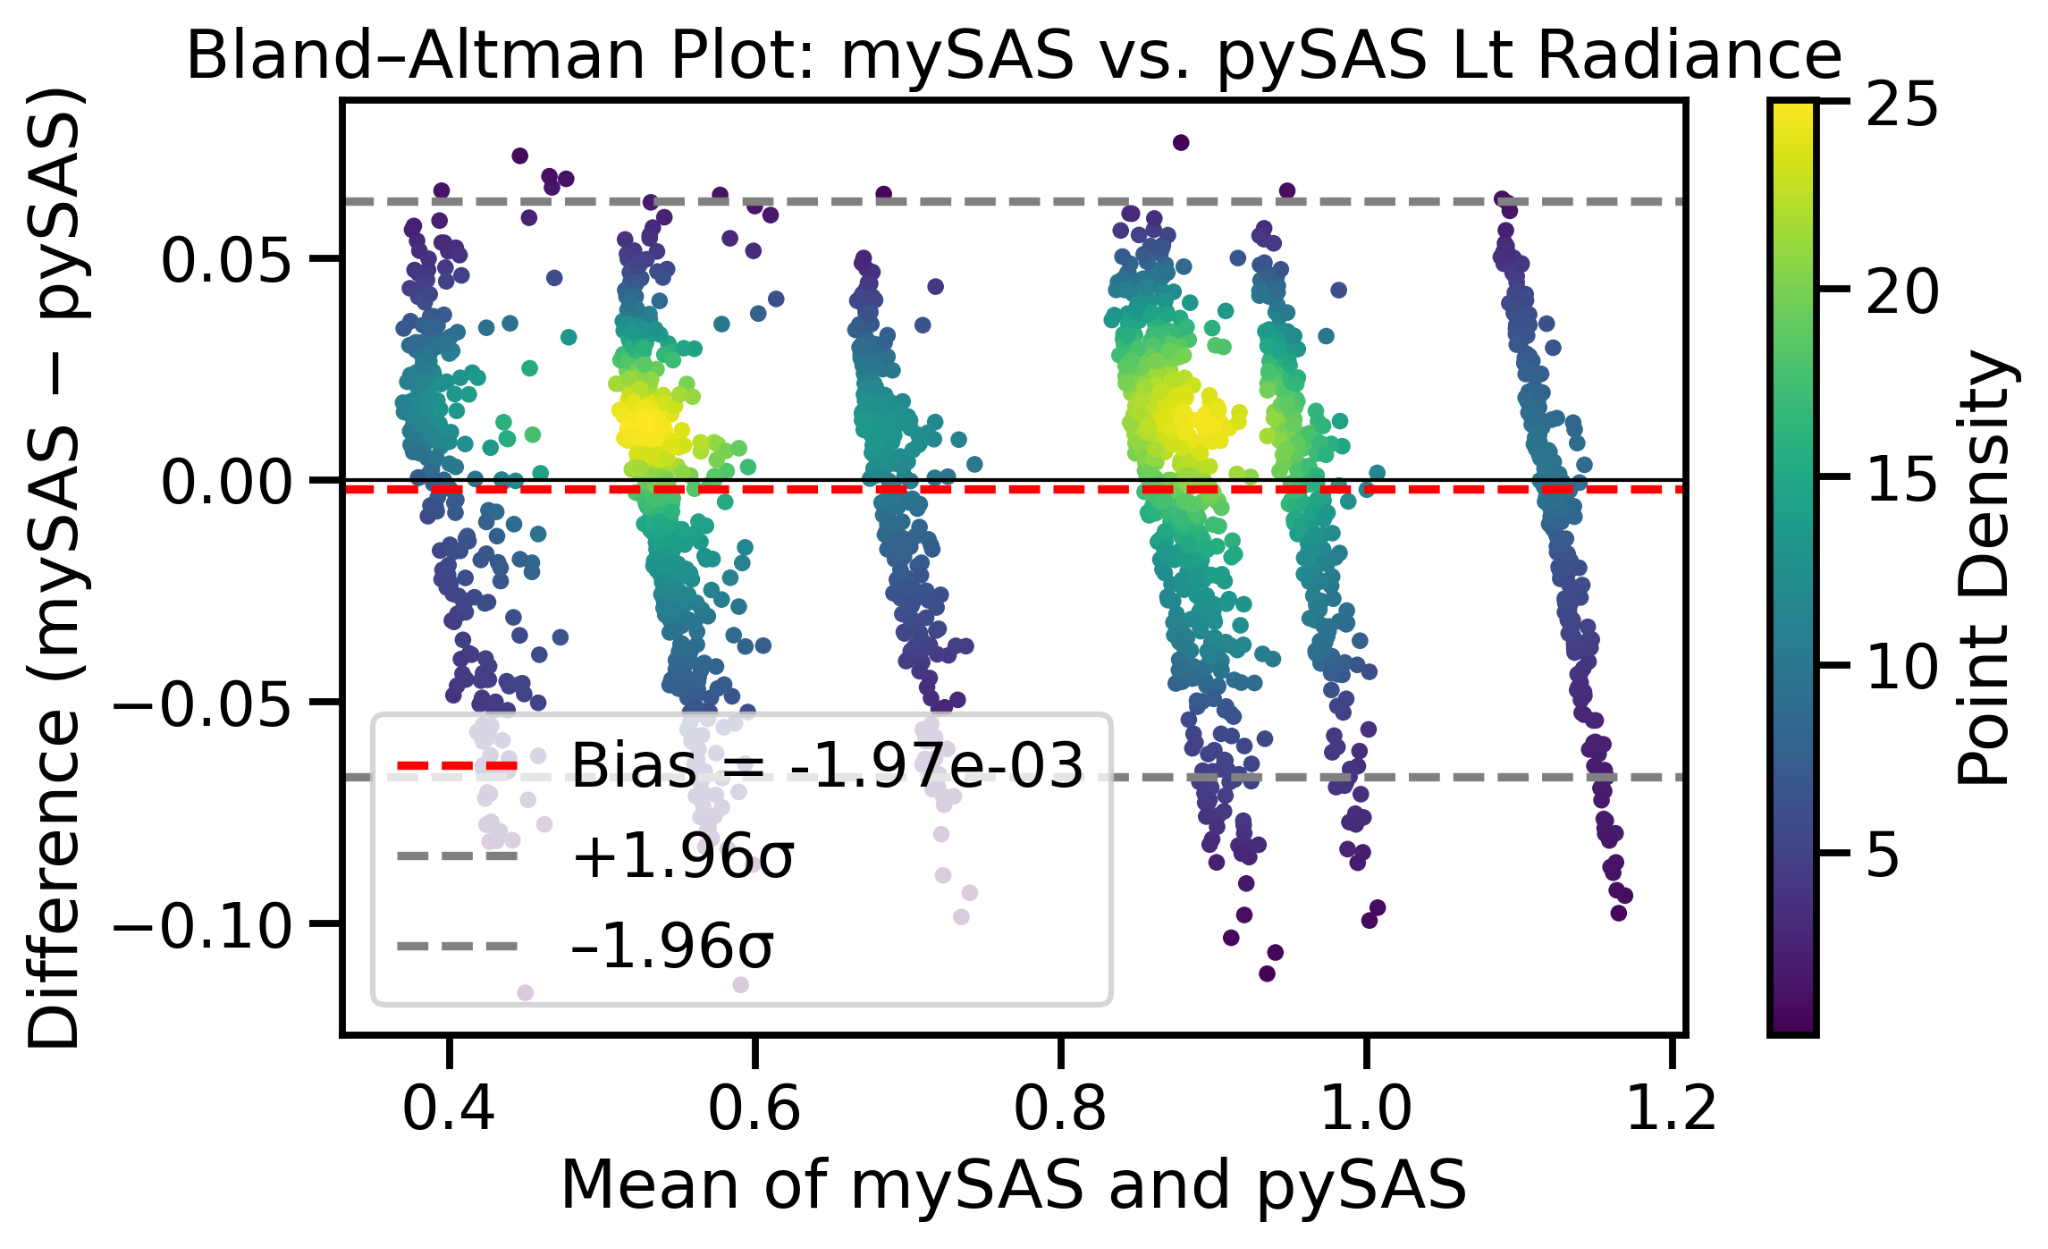 Bland–Altman Plot: mySAS vs. pySAS Lt Radiance
Difference (mySAS − pySAS)
0.05
0.00
−0.05
−0.10
Bias = -1.97e-03
+1.96σ
–1.96σ
0.4
0.6
0.8
1.0
1.2
Mean of mySAS and pySAS
25
20
15
10
5
Point Density